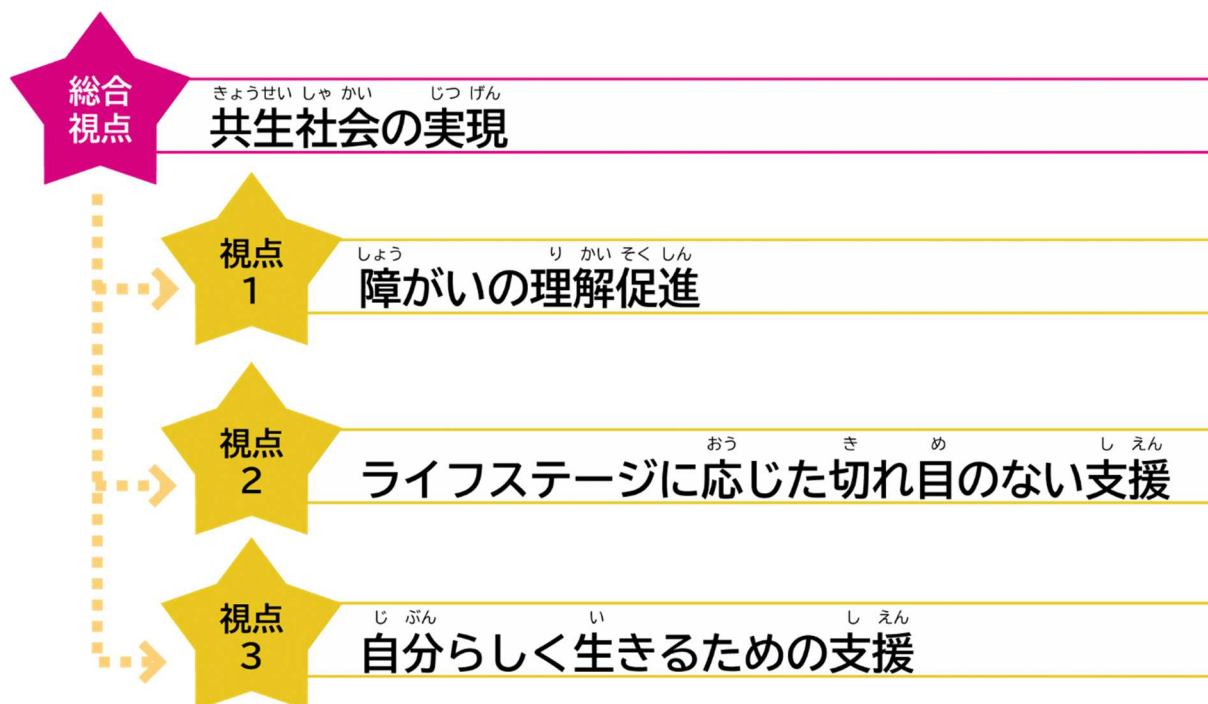 総合
視点
きょうせい しゃ かい じつ げん
共生社会の実現
視点
1
しょう り かい そく しん
障がいの理解促進
視点
2
おう き め し えん
ライフステージに応じた切れ目のない支援
視点
3
じ ぶん い し えん
自分らしく生きるための支援